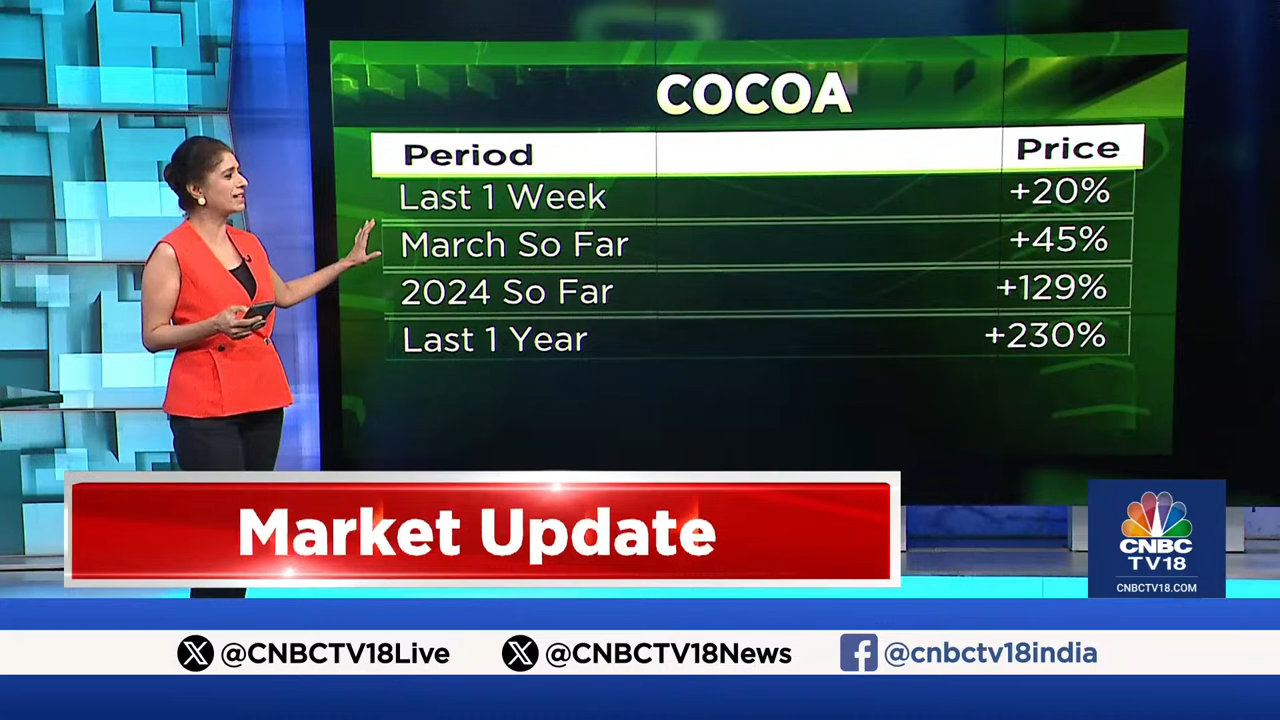 COCOA
Period Price
Last 1 Week +20%
March So Far +45%
2024 So Far +129%
Last 1 Year +230%
Market Update
CNBC
TV18
CNBCTV18.COM
@CNBCTV18Live @CNBCTV18News @cnbctv18india